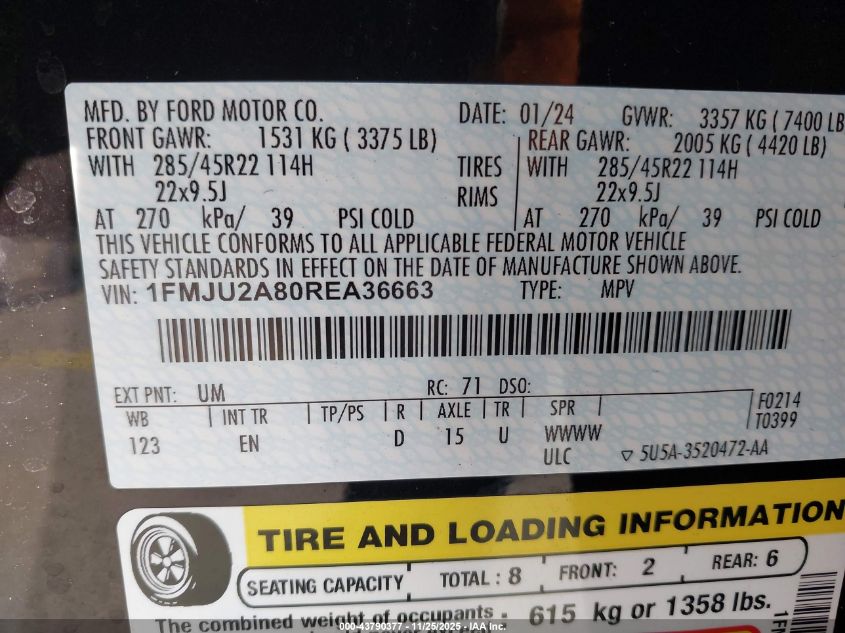 MFD. BY FORD MOTOR CO. DATE: 01/24 GVWR: 3357 KG ( 7400 LB
FRONT GAWR: 1531 KG ( 3375 LB) REAR GAWR: 2005 KG ( 4420 LB)
WITH 285/45R22 114H TIRES WITH 285/45R22 114H
22x9.5J RIMS 22x9.5J
AT 270 kPa/ 39 PSI COLD AT 270 kPa/ 39 PSI COLD
THIS VEHICLE CONFORMS TO ALL APPLICABLE FEDERAL MOTOR VEHICLE
SAFETY STANDARDS IN EFFECT ON THE DATE OF MANUFACTURE SHOWN ABOVE.
VIN: 1FMJU2A80REA36663 TYPE: MPV
EXT PNT: UM RC: 71 DSO:
WB INT TR TP/PS R AXLE TR SPR F0214
123 EN D 15 U WWWW T0399
ULC ▽ 5U5A-3520472-AA
TIRE AND LOADING INFORMATION
SEATING CAPACITY TOTAL : 8 FRONT: 2 REAR: 6
The combined weight of occupants 615 kg or 1358 lbs.
1F
000-43790377 - 11/25/2025 - IAA Inc.